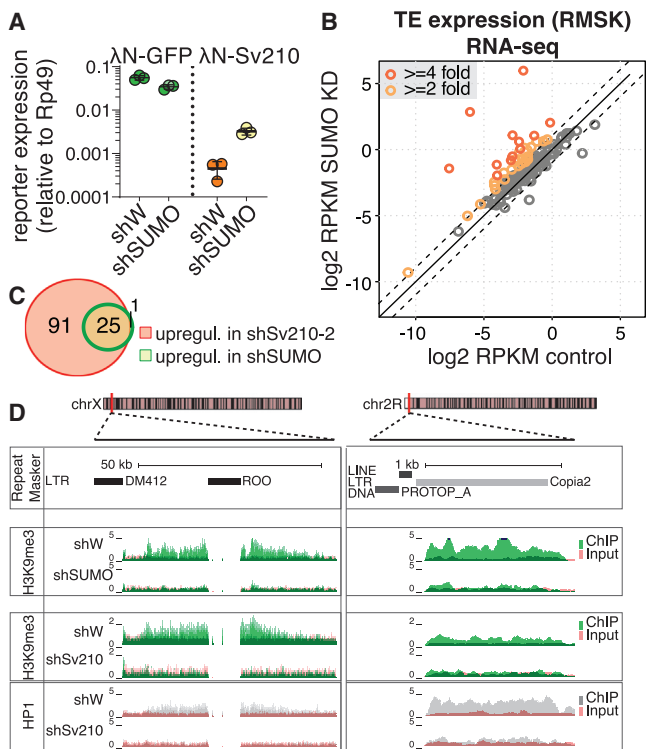 A
λN-GFP λN-Sv210
reporter expression
(relative to Rp49)
0.1
0.01
0.001
0.0001
shW
shSUMO
shW
shSUMO
B
TE expression (RMSK)
RNA-seq
>=4 fold
>=2 fold
log2 RPKM SUMO KD
5
0
-5
-10
-10
-5
0
5
log2 RPKM control
C
91
25
1
upregul. in shSv210-2
upregul. in shSUMO
D
chrX
chr2R
Repeat
Masker
50 kb
LTR
DM412
ROO
1 kb
LINE
LTR
Copia2
DNA
PROTOP_A
H3K9me3
shW
5
0
shSUMO
5
0
5
0
5
0
ChIP
Input
H3K9me3
shW
2
0
shSv210
2
0
2
0
2
0
ChIP
Input
HP1
shW
5
0
shSv210
5
0
5
0
5
0
ChIP
Input